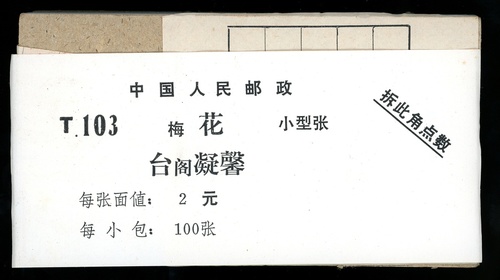 中国人民邮政
T.103 梅花 小型张
拆此角点数
台阁凝馨
每张面值： 2 元
每小包： 100张